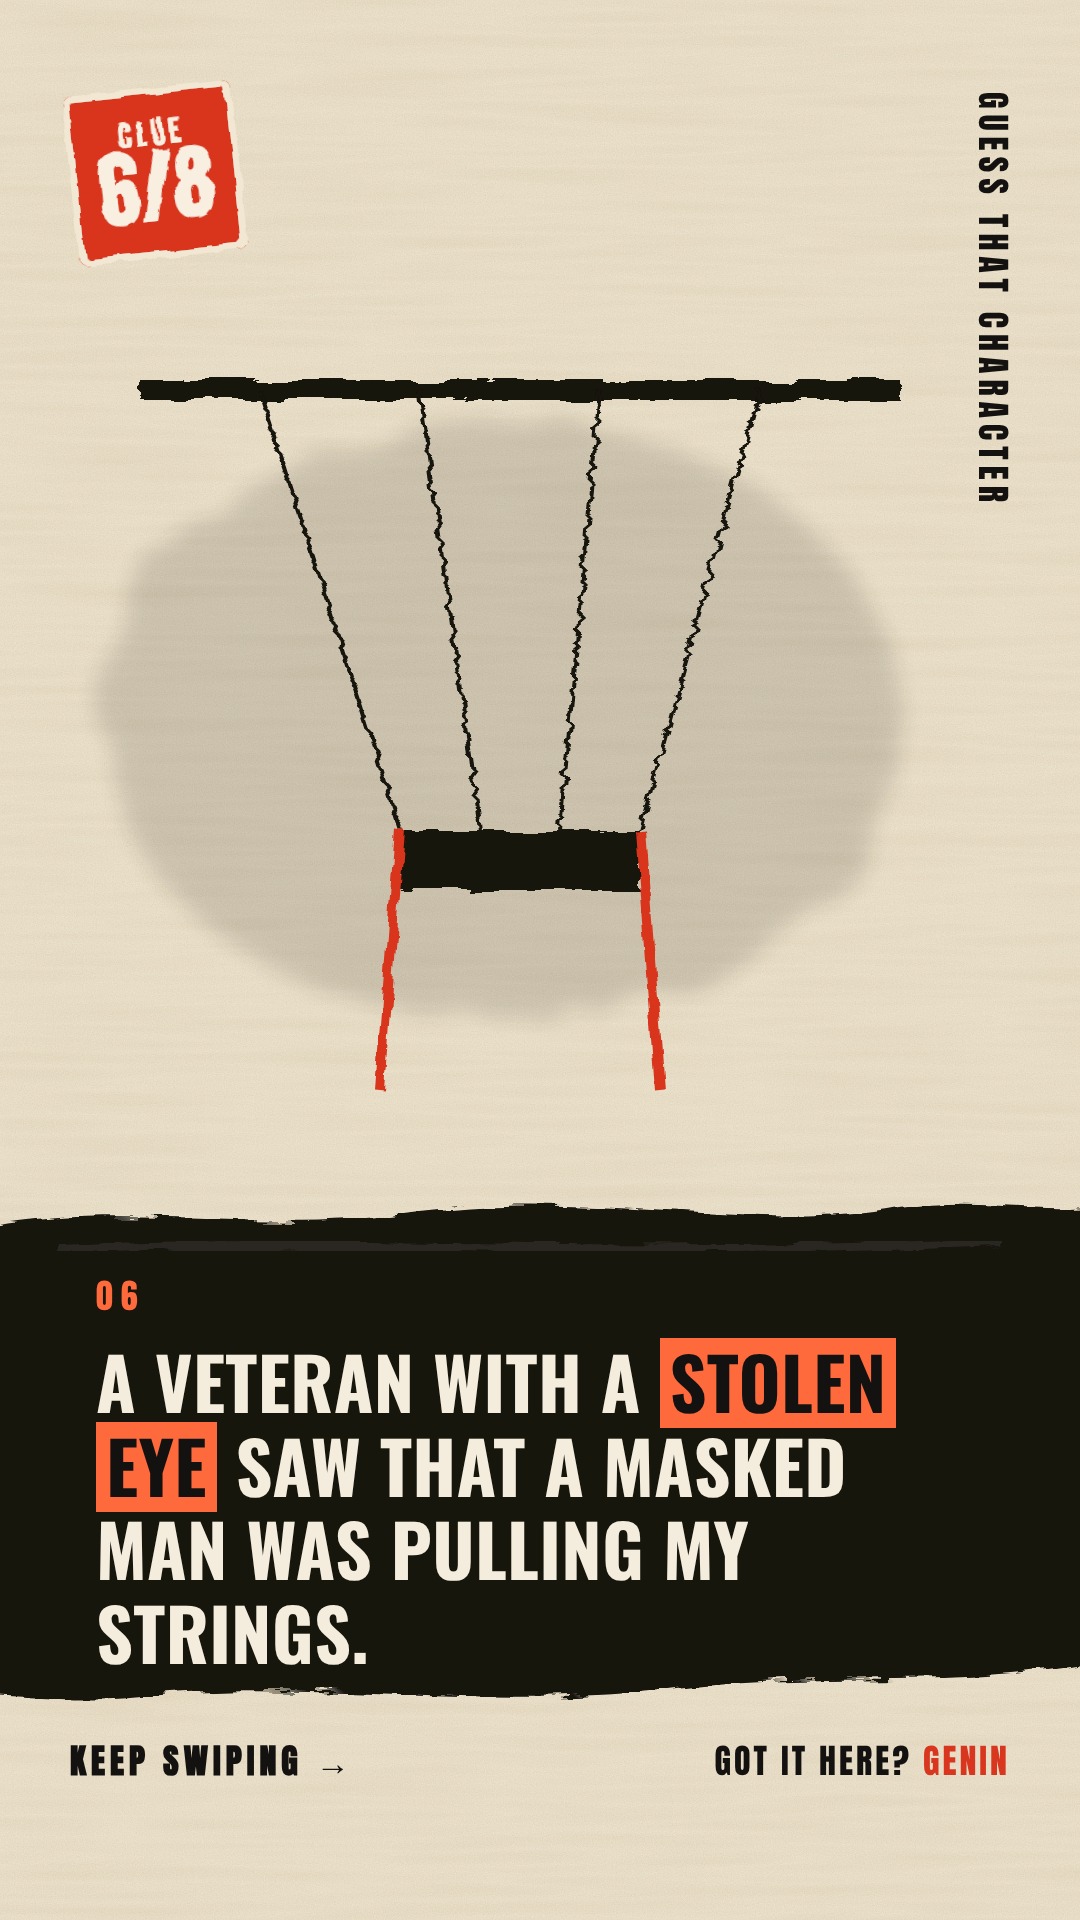 CLUE
6/8
GUESS THAT CHARACTER
06
A VETERAN WITH A STOLEN
EYE SAW THAT A MASKED
MAN WAS PULLING MY
STRINGS.
KEEP SWIPING →
GOT IT HERE? GENIN